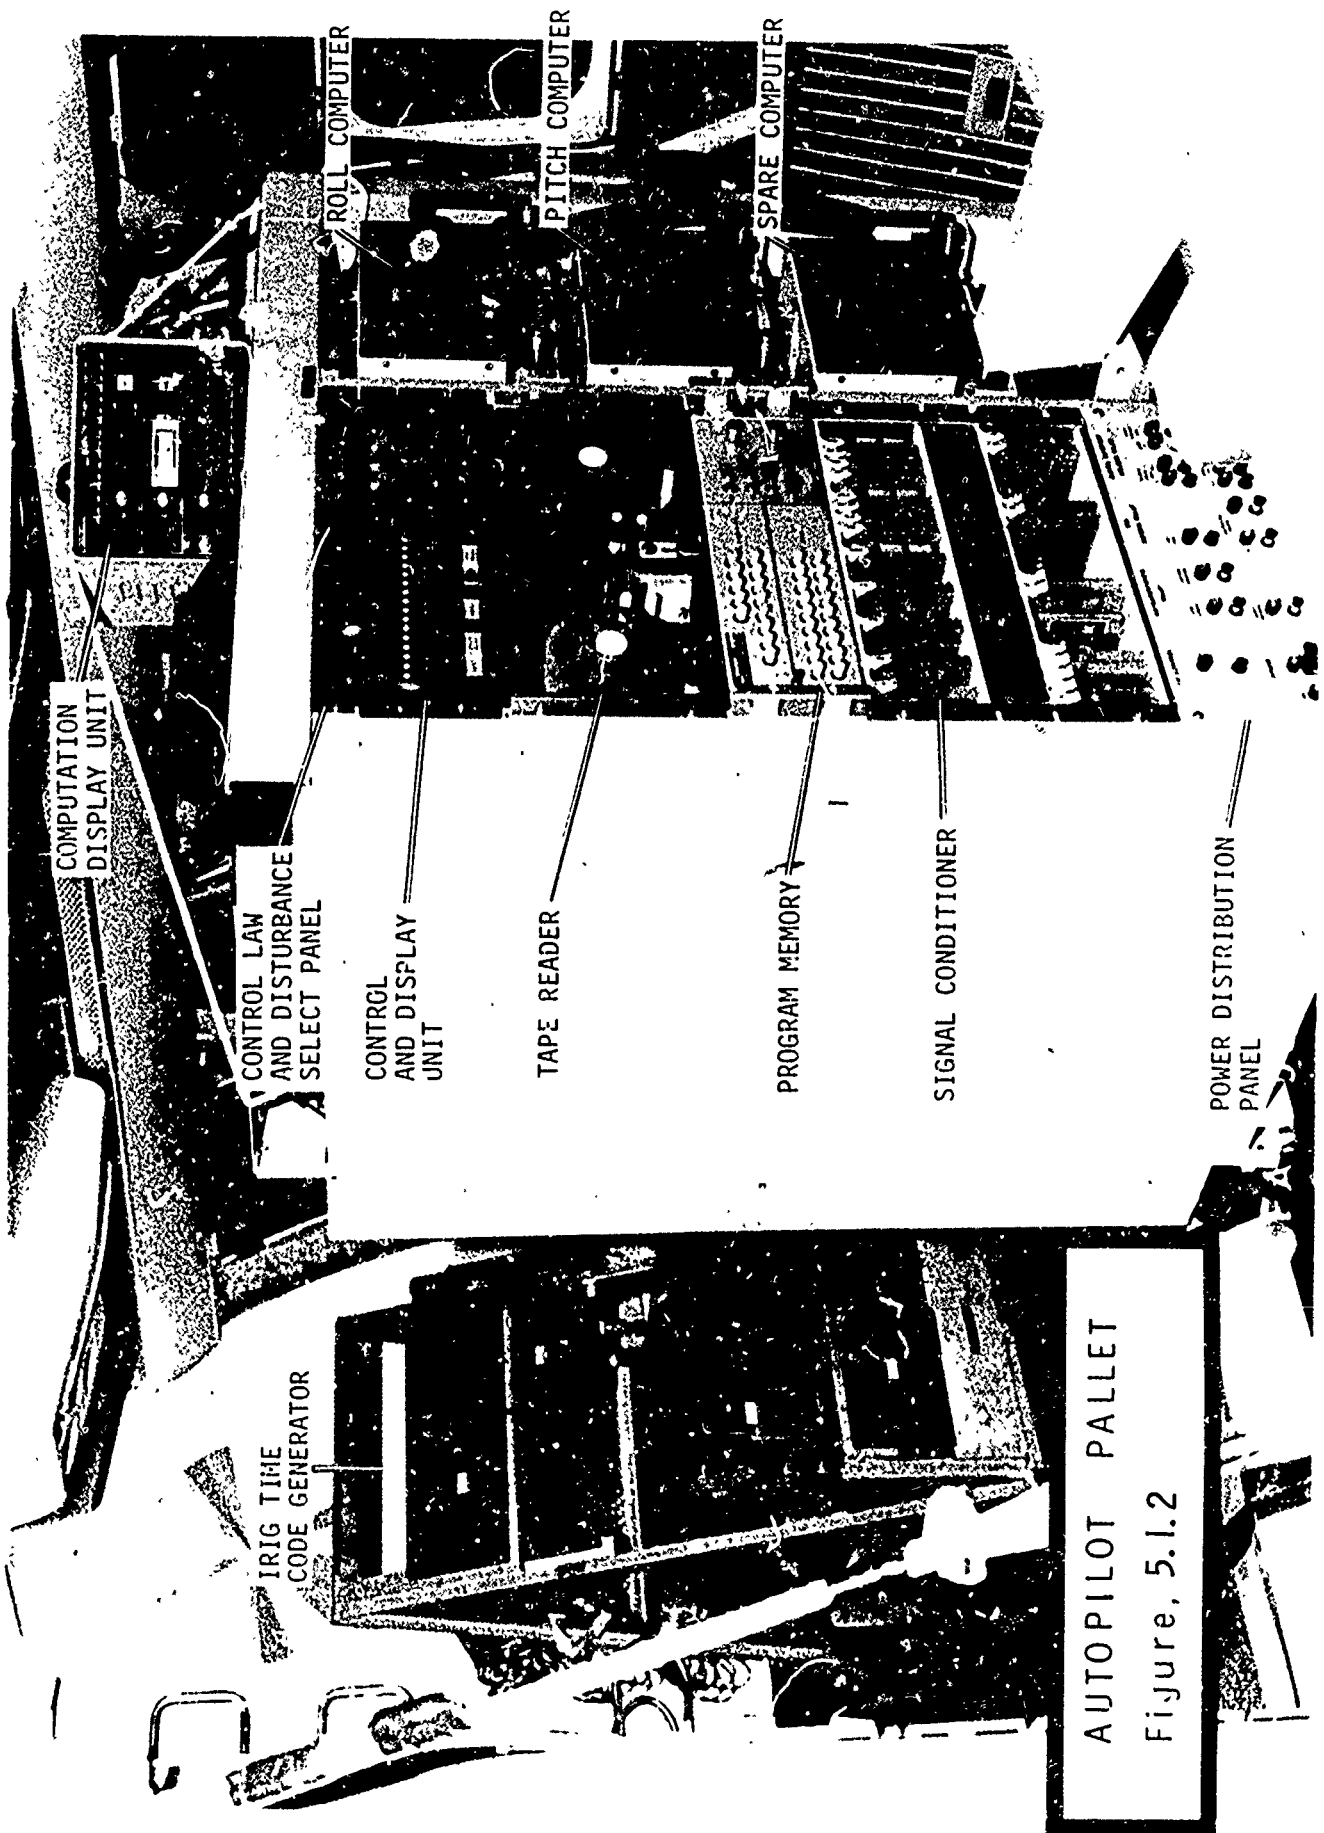 COMPUTATION
DISPLAY UNIT
CONTROL LAW
AND DISTURBANCE
SELECT PANEL
CONTROL
AND DISPLAY
UNIT
TAPE READER
PROGRAM MEMORY
SIGNAL CONDITIONER
POWER DISTRIBUTION
PANEL
ROLL COMPUTER
PITCH COMPUTER
SPARE COMPUTER
IRIG TIME
CODE GENERATOR
AUTOPILOT PALLET
Figure, 5.1.2